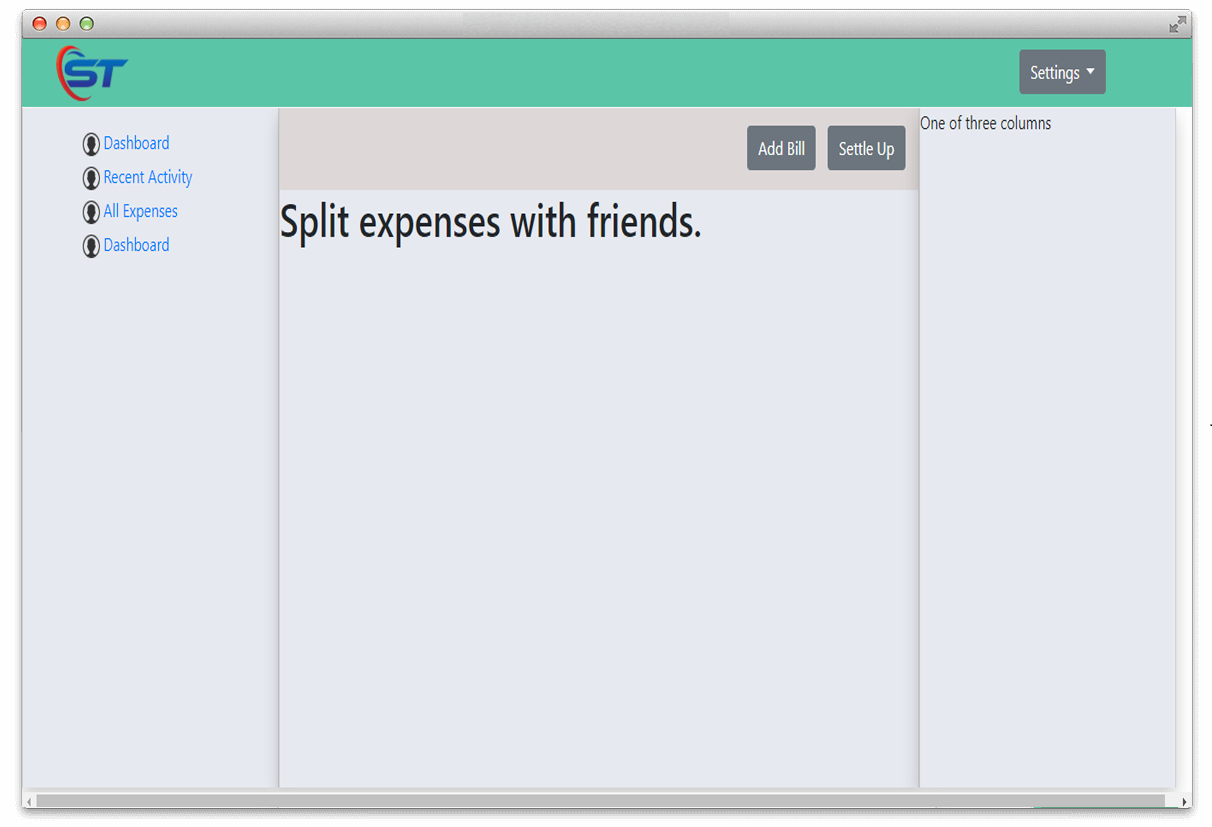 ST
Settings
Dashboard
Recent Activity
All Expenses
Dashboard
Add Bill
Settle Up
Split expenses with friends.
One of three columns